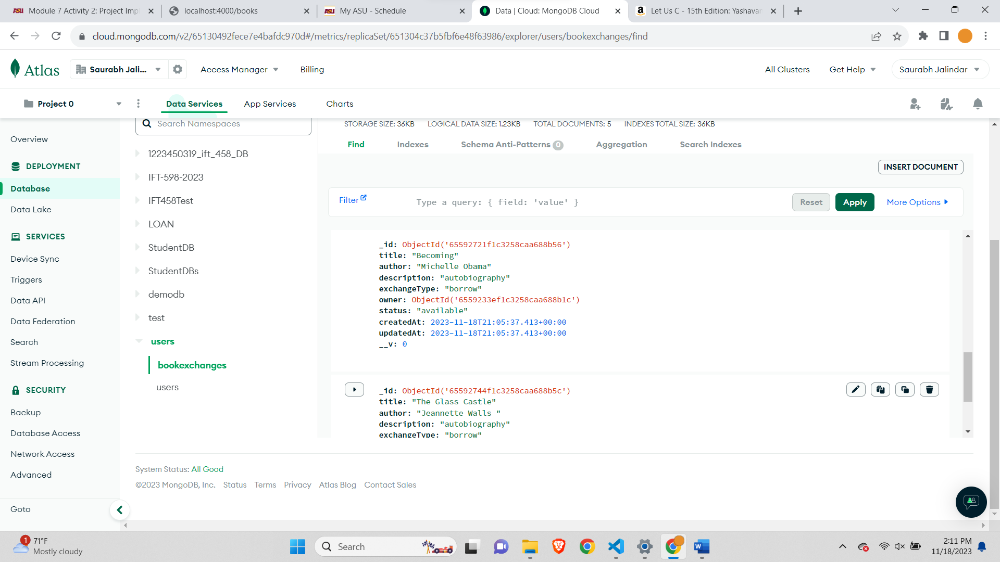 Module 7 Activity 2: Project Impl
localhost:4000/books
My ASU - Schedule
Data | Cloud: MongoDB Cloud
Let Us C - 15th Edition: Yashavan
cloud.mongodb.com/v2/65130492fece7e4bafdc970d#/metrics/replicaSet/651304c37b5fbf6e48f63986/explorer/users/bookexchanges/find
Atlas
Saurabh Jali...
Access Manager
Billing
All Clusters
Get Help
Saurabh Jalindar
Project 0
Data Services
App Services
Charts
Overview
DEPLOYMENT
Database
Data Lake
SERVICES
Device Sync
Triggers
Data API
Data Federation
Search
Stream Processing
SECURITY
Backup
Database Access
Network Access
Advanced
Goto
Search Namespaces
1223450319_ift_458_DB
IFT-598-2023
IFT458Test
LOAN
StudentDB
StudentDBs
demodb
test
users
bookexchanges
users
STORAGE SIZE: 36KB LOGICAL DATA SIZE: 1.23KB TOTAL DOCUMENTS: 5 INDEXES TOTAL SIZE: 36KB
Find Indexes Schema Anti-Patterns 0 Aggregation Search Indexes
INSERT DOCUMENT
Filter Type a query: { field: 'value' } Reset Apply More Options
_id: ObjectId('65592721f1c3258caa688b56')
title: "Becoming"
author: "Michelle Obama"
description: "autobiography"
exchangeType: "borrow"
owner: ObjectId('6559233ef1c3258caa688b1c')
status: "available"
createdAt: 2023-11-18T21:05:37.413+00:00
updatedAt: 2023-11-18T21:05:37.413+00:00
__v: 0
_id: ObjectId('65592744f1c3258caa688b5c')
title: "The Glass Castle"
author: "Jeannette Walls "
description: "autobiography"
exchangeType: "borrow"
System Status: All Good
©2023 MongoDB, Inc. Status Terms Privacy Atlas Blog Contact Sales
1
71°F
Mostly cloudy
Search
2:11 PM
11/18/2023